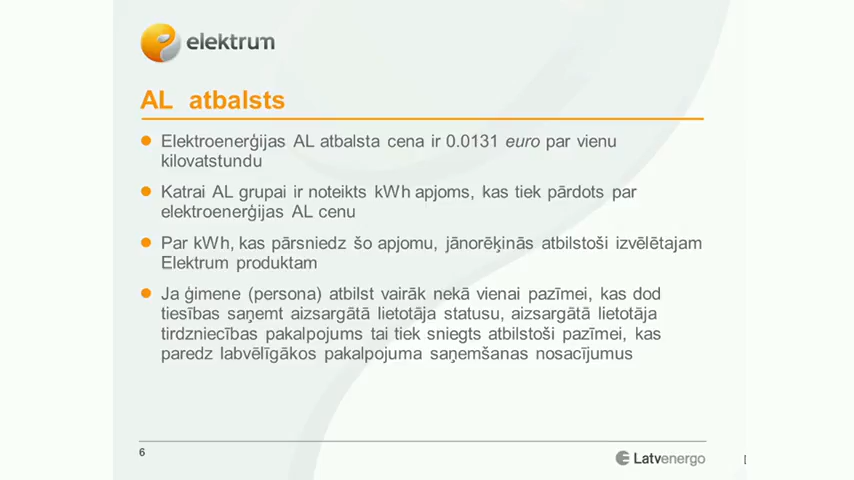 elektrum
AL atbalsts
Elektroenerģijas AL atbalsta cena ir 0.0131 euro par vienu
kilovatstundu
Katrai AL grupai ir noteikts kWh apjoms, kas tiek pārdots par
elektroenerģijas AL cenu
Par kWh, kas pārsniedz šo apjomu, jānorēķinās atbilstoši izvēlētajam
Elektrum produktam
Ja ģimene (persona) atbilst vairāk nekā vienai pazīmei, kas dod
tiesības saņemt aizsargātā lietotāja statusu, aizsargātā lietotāja
tirdzniecības pakalpojums tai tiek sniegts atbilstoši pazīmei, kas
paredz labvēlīgākos pakalpojuma saņemšanas nosacījumus
6
Latvenergo